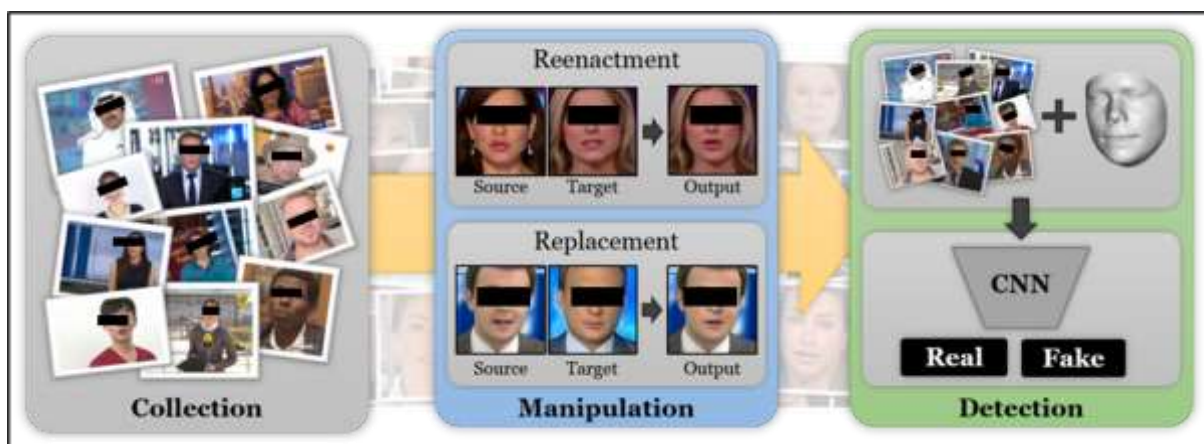 Reenactment
Source Target Output
Replacement
Source Target Output
CNN
Real Fake
Collection Manipulation Detection